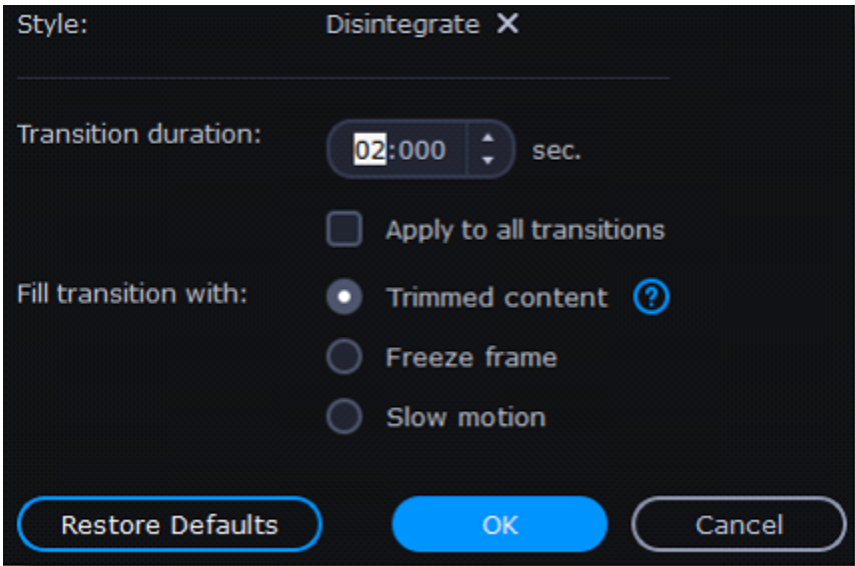 Style: Disintegrate ✕
Transition duration: 02:000 sec.
Apply to all transitions
Fill transition with: Trimmed content ?
Freeze frame
Slow motion
Restore Defaults OK Cancel